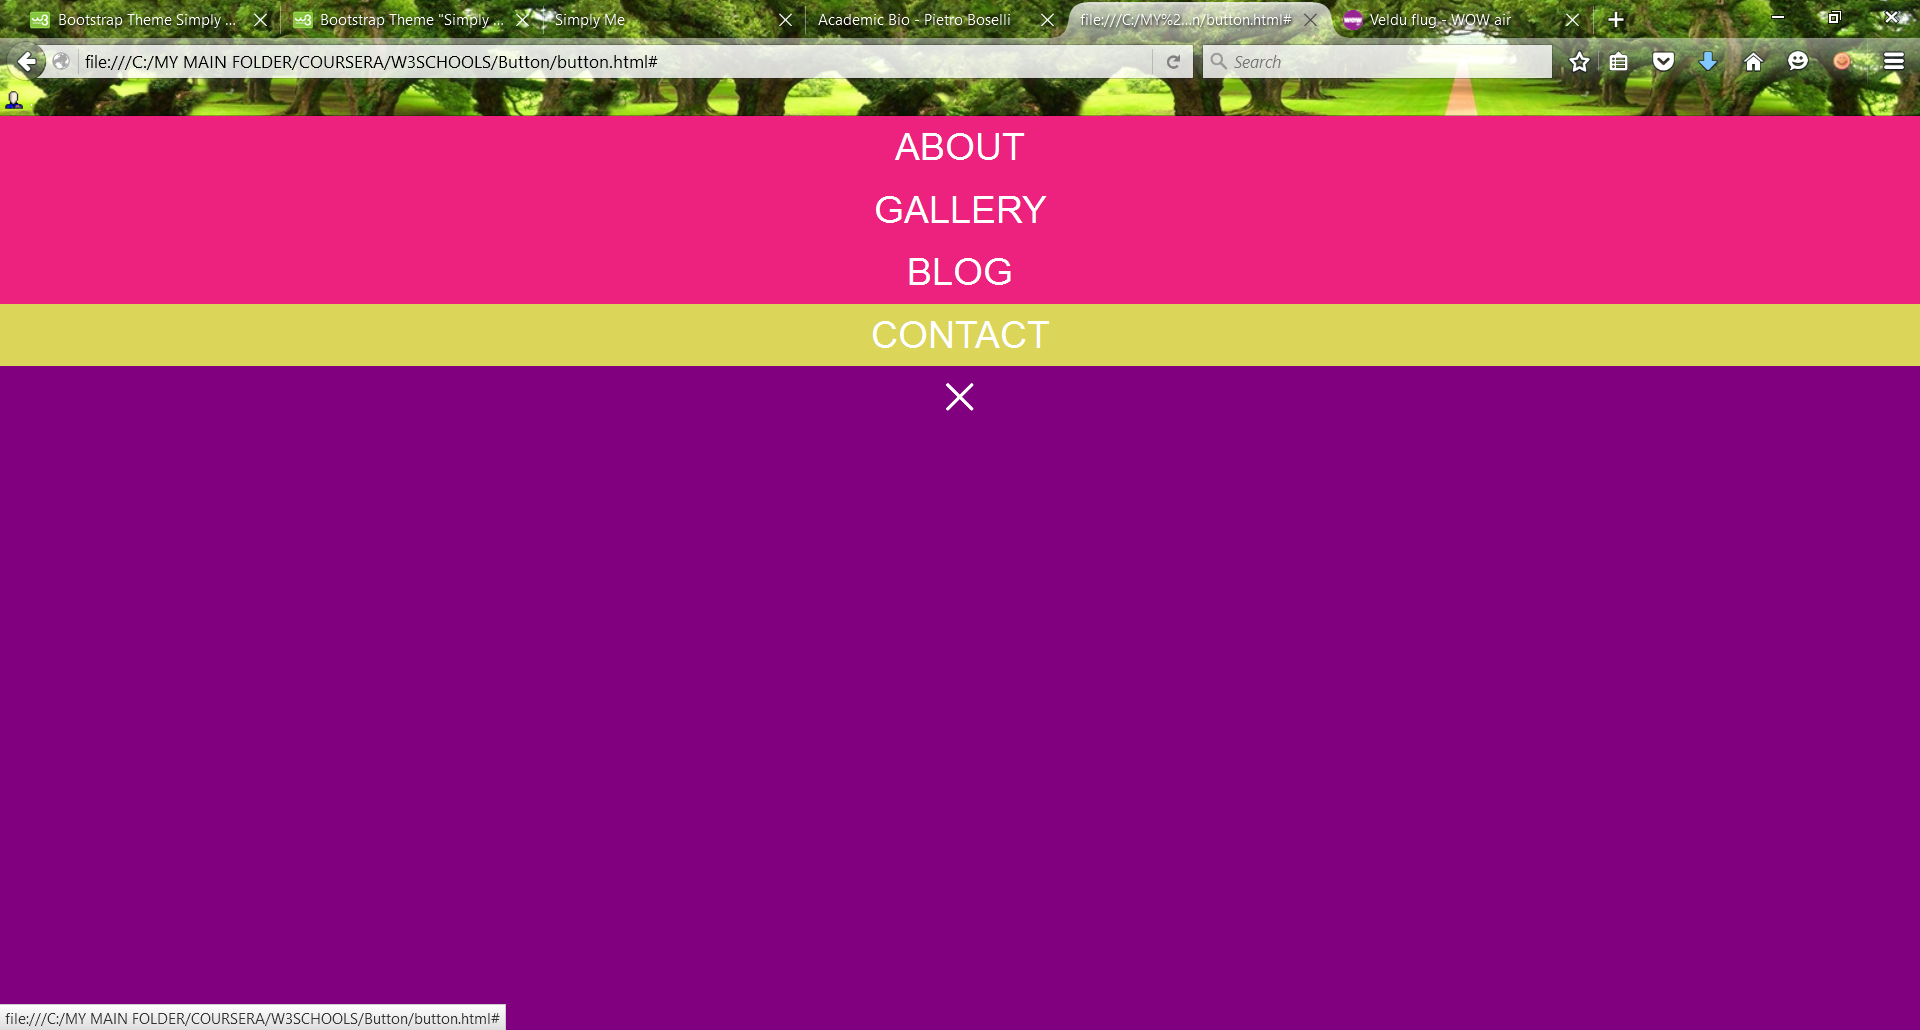 Bootstrap Theme Simply ...
Bootstrap Theme "Simply ...
Simply Me
Academic Bio - Pietro Boselli
file:///C:/MY%2...n/button.html#
Veldu flug - WOW air
file:///C:/MY MAIN FOLDER/COURSERA/W3SCHOOLS/Button/button.html#
Search
ABOUT
GALLERY
BLOG
CONTACT
file:///C:/MY MAIN FOLDER/COURSERA/W3SCHOOLS/Button/button.html#